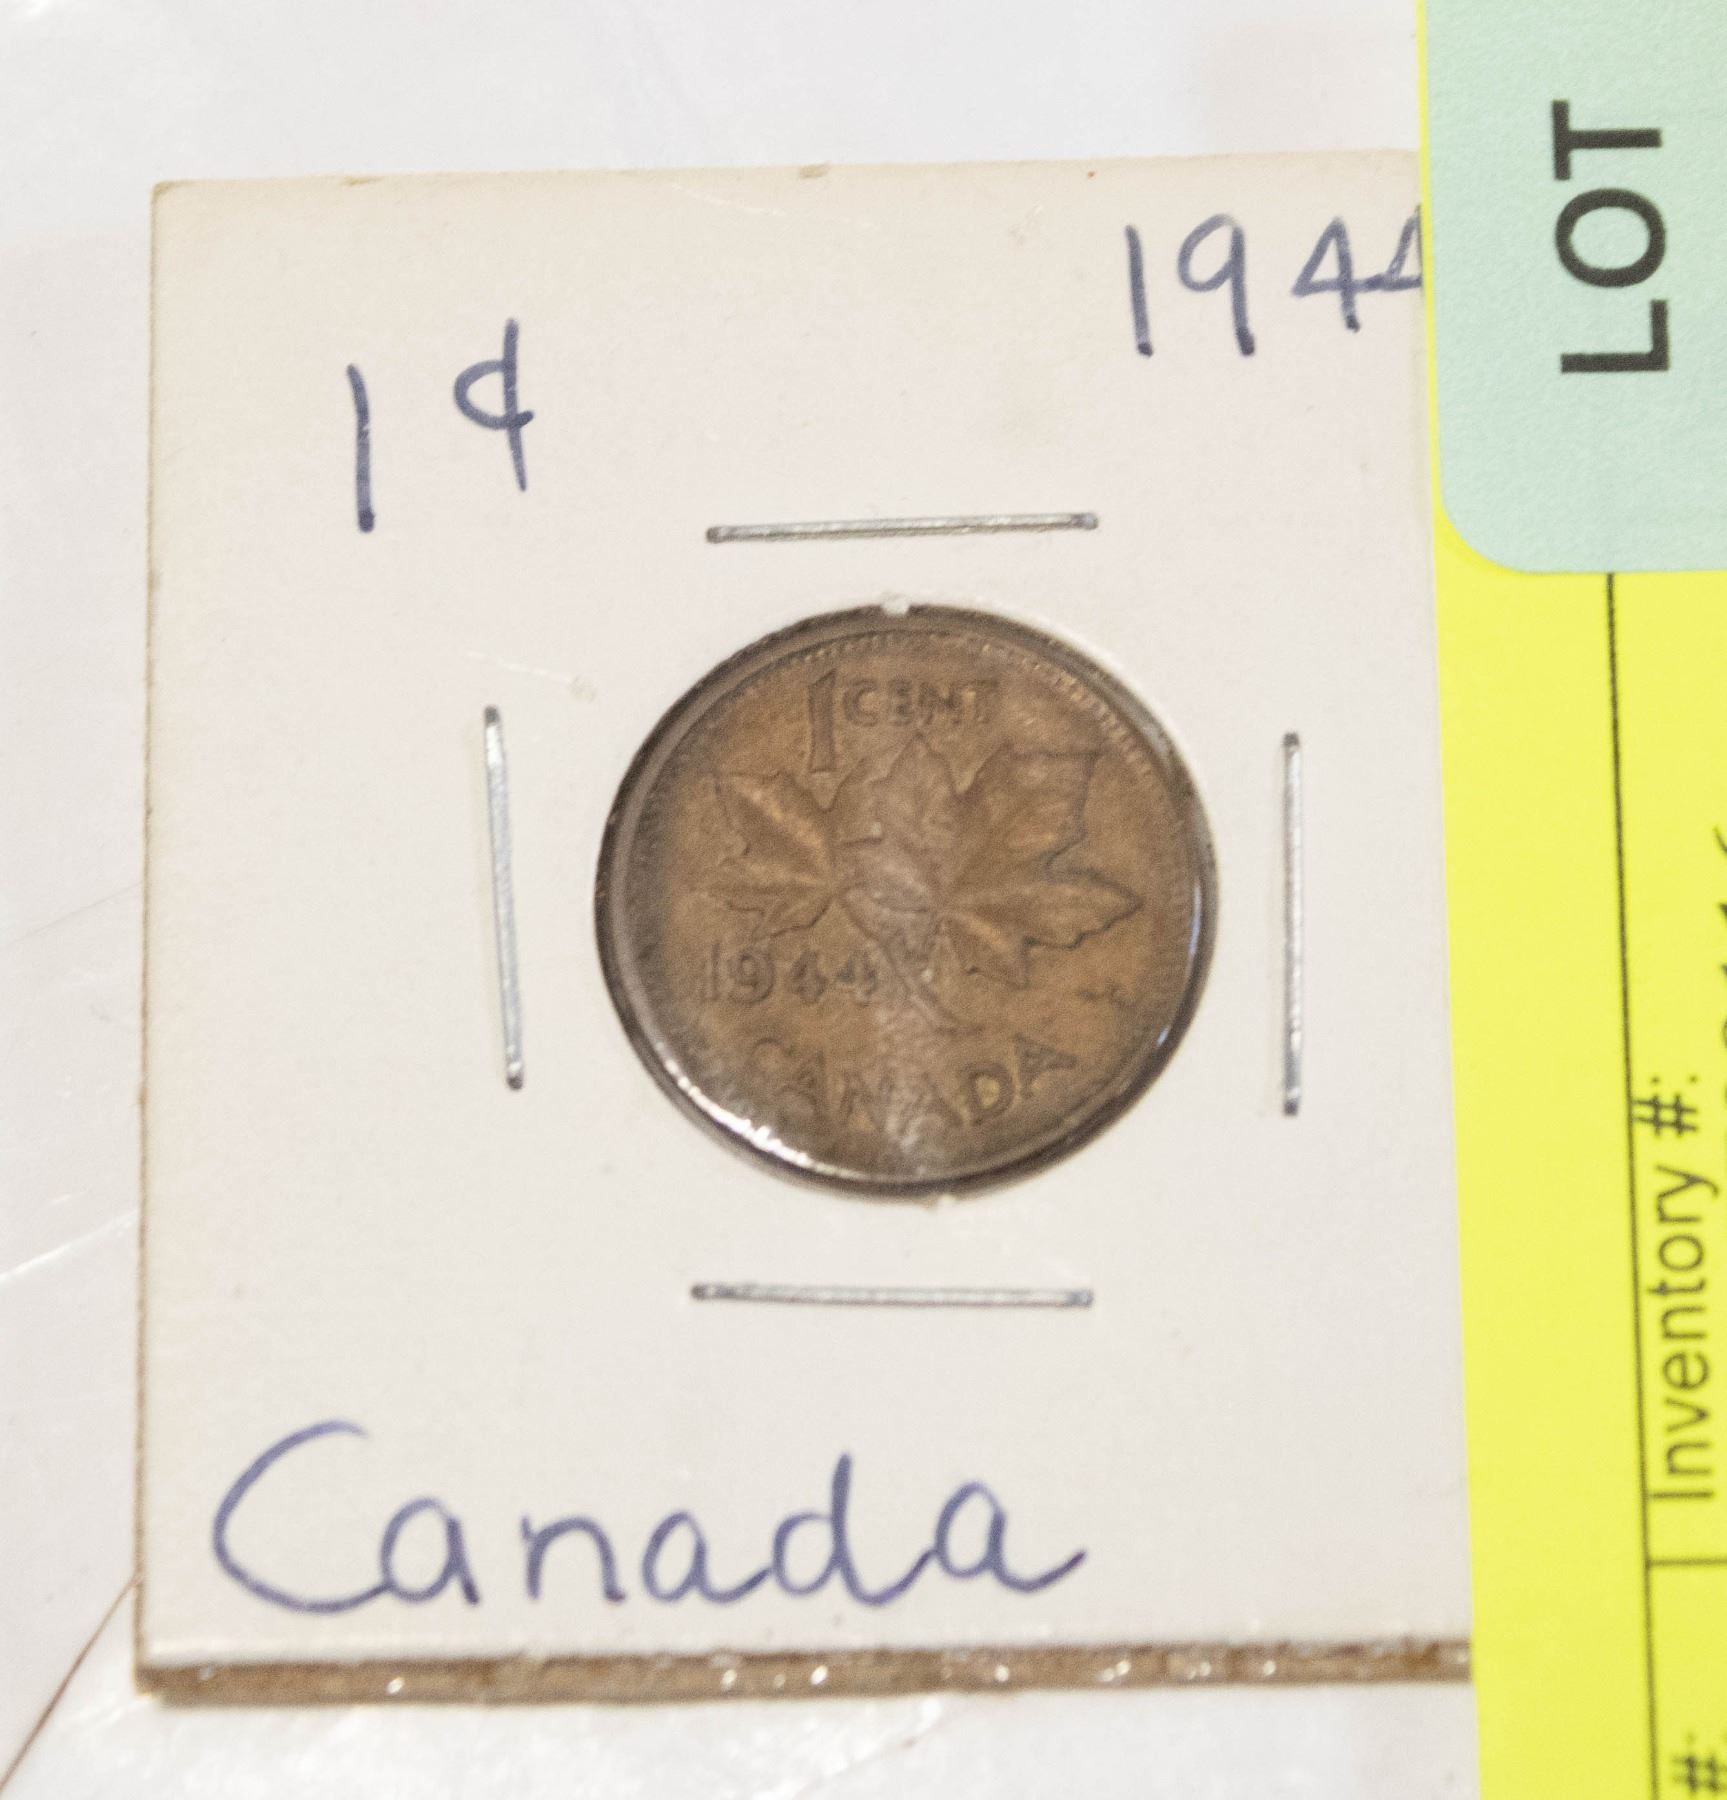 1944
1¢
1 CENT
1944
CANADA
Canada
LOT
Inventory #:
#: